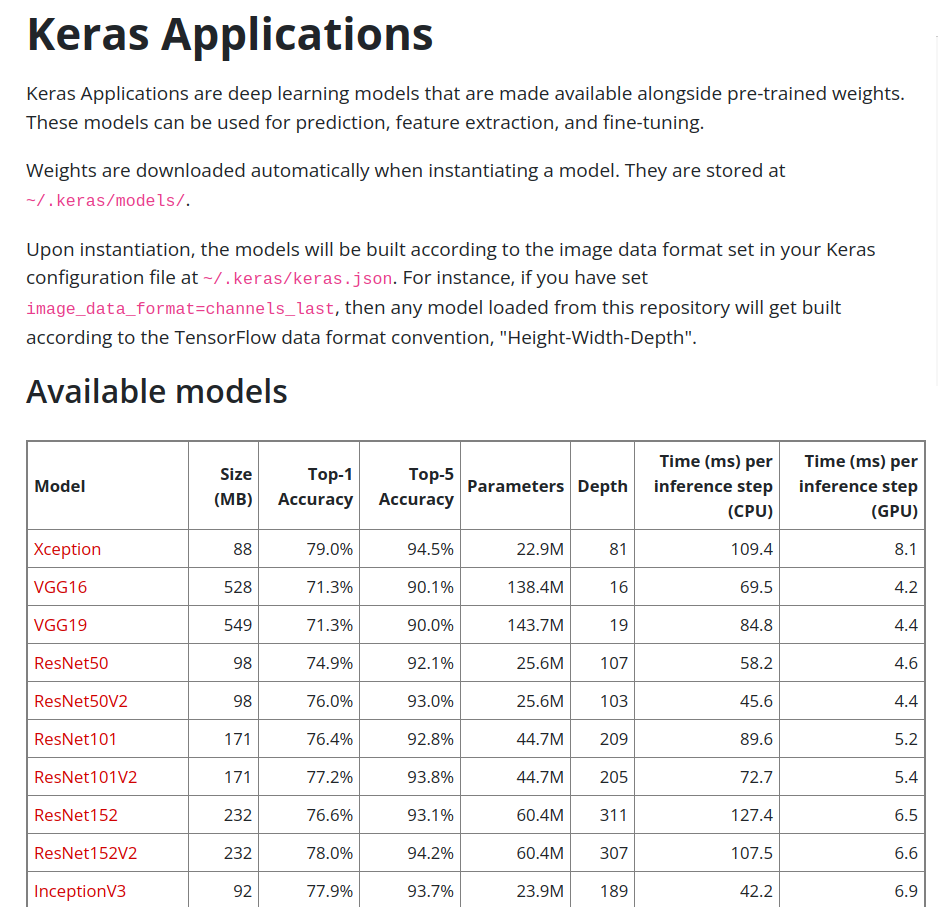 Keras Applications
Keras Applications are deep learning models that are made available alongside pre-trained weights.
These models can be used for prediction, feature extraction, and fine-tuning.
Weights are downloaded automatically when instantiating a model. They are stored at
~/.keras/models/.
Upon instantiation, the models will be built according to the image data format set in your Keras
configuration file at ~/.keras/keras.json. For instance, if you have set
image_data_format=channels_last, then any model loaded from this repository will get built
according to the TensorFlow data format convention, "Height-Width-Depth".
Available models
Model Size (MB) Top-1 Accuracy Top-5 Accuracy Parameters Depth Time (ms) per inference step (CPU) Time (ms) per inference step (GPU)
Xception 88 79.0% 94.5% 22.9M 81 109.4 8.1
VGG16 528 71.3% 90.1% 138.4M 16 69.5 4.2
VGG19 549 71.3% 90.0% 143.7M 19 84.8 4.4
ResNet50 98 74.9% 92.1% 25.6M 107 58.2 4.6
ResNet50V2 98 76.0% 93.0% 25.6M 103 45.6 4.4
ResNet101 171 76.4% 92.8% 44.7M 209 89.6 5.2
ResNet101V2 171 77.2% 93.8% 44.7M 205 72.7 5.4
ResNet152 232 76.6% 93.1% 60.4M 311 127.4 6.5
ResNet152V2 232 78.0% 94.2% 60.4M 307 107.5 6.6
InceptionV3 92 77.9% 93.7% 23.9M 189 42.2 6.9